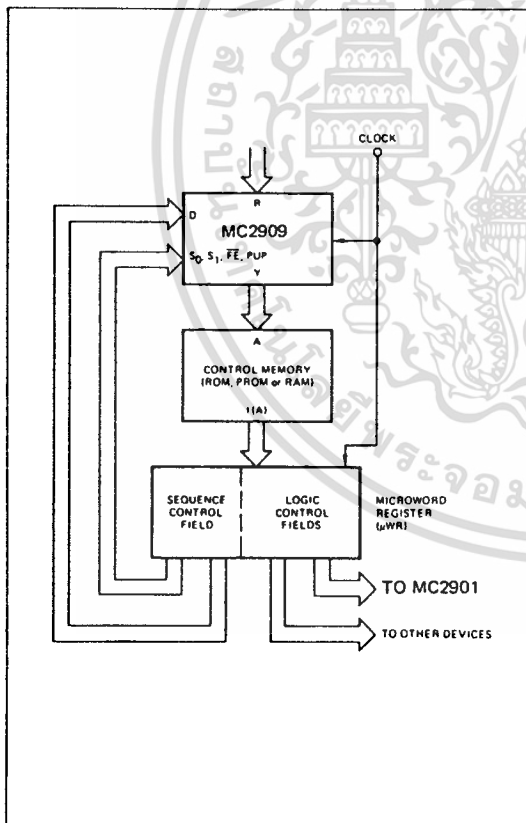 CLOCK
R
D
MC2909
S0, S1, F̅E̅, PUP
Y
A
CONTROL MEMORY
(ROM, PROM or RAM)
I(A)
SEQUENCE
CONTROL
FIELD
LOGIC
CONTROL
FIELDS
MICROWORD
REGISTER
(μWR)
TO MC2901
TO OTHER DEVICES